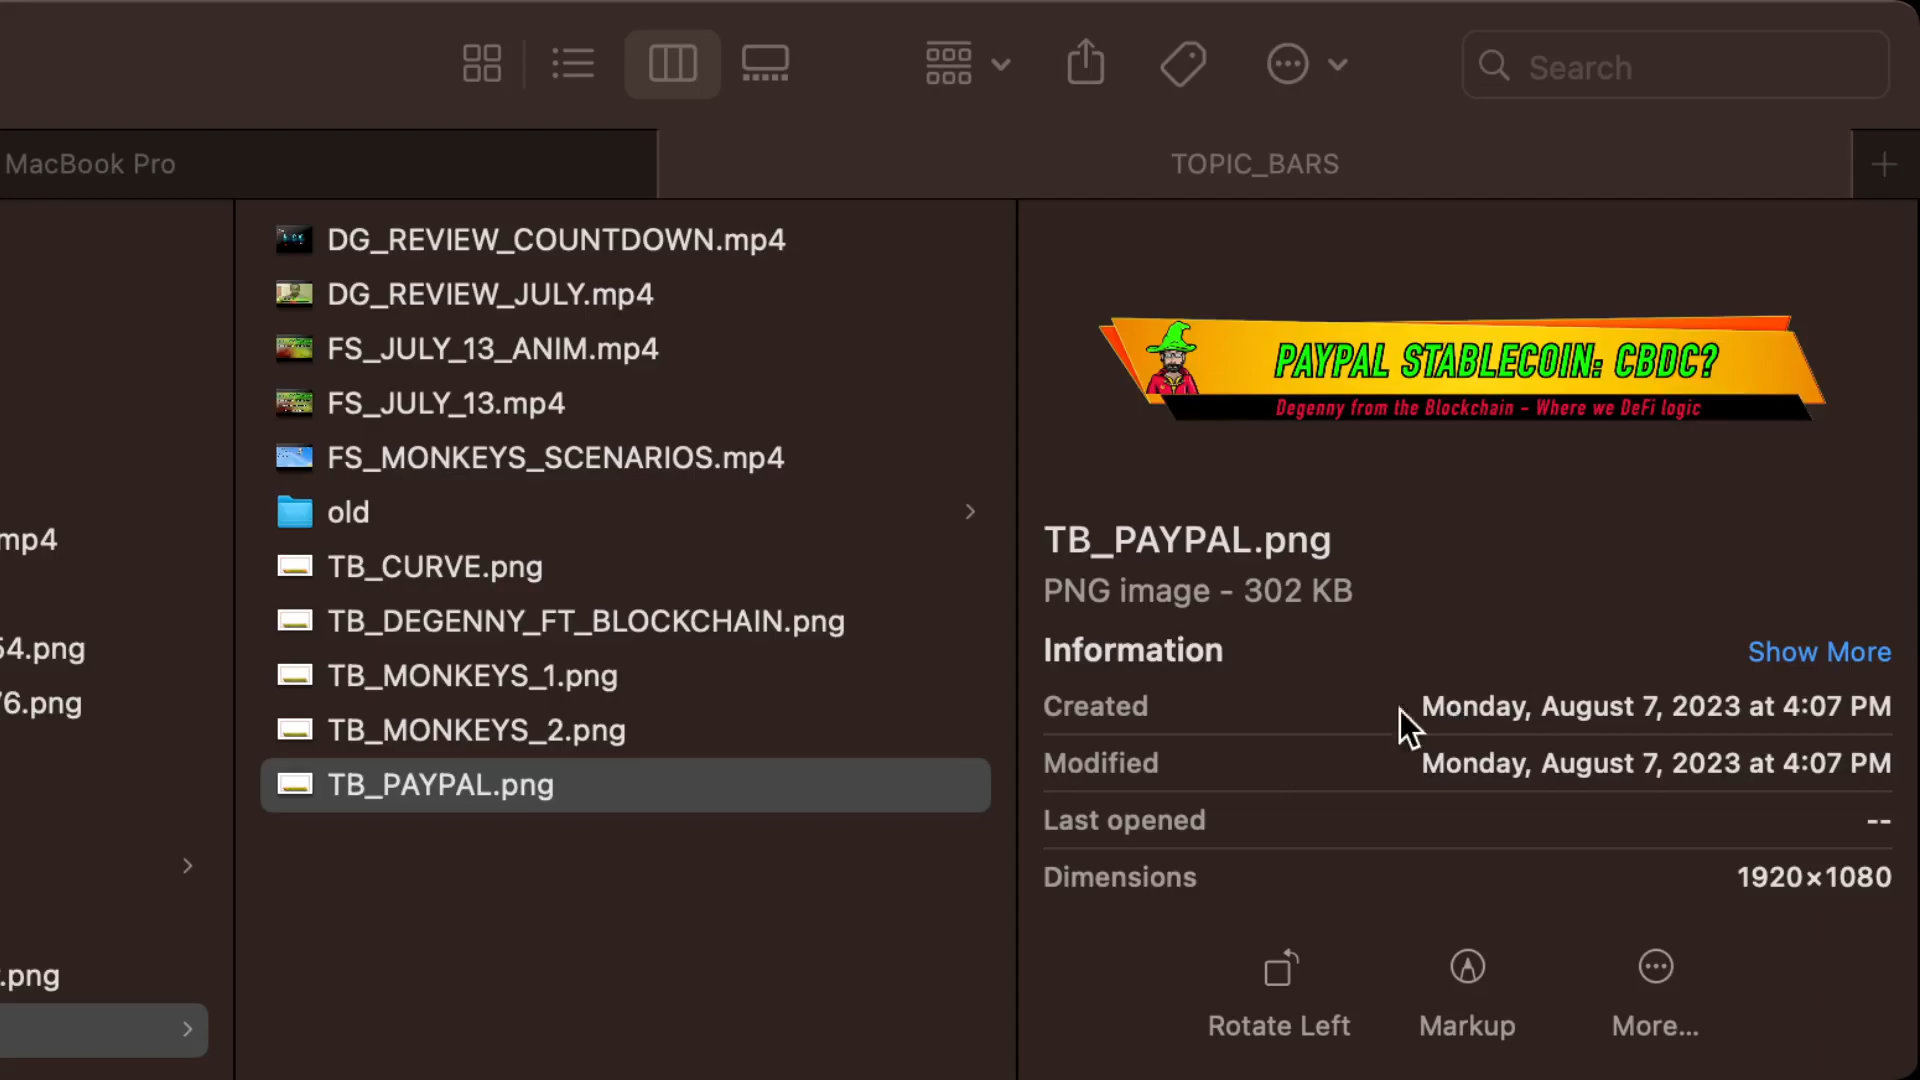 Search
MacBook Pro
TOPIC_BARS
mp4
54.png
76.png
.png
DG_REVIEW_COUNTDOWN.mp4
DG_REVIEW_JULY.mp4
FS_JULY_13_ANIM.mp4
FS_JULY_13.mp4
FS_MONKEYS_SCENARIOS.mp4
old
TB_CURVE.png
TB_DEGENNY_FT_BLOCKCHAIN.png
TB_MONKEYS_1.png
TB_MONKEYS_2.png
TB_PAYPAL.png
PAYPAL STABLECOIN: CBDC?
Degenny from the Blockchain - Where we DeFi logic
TB_PAYPAL.png
PNG image - 302 KB
Information Show More
Created Monday, August 7, 2023 at 4:07 PM
Modified Monday, August 7, 2023 at 4:07 PM
Last opened --
Dimensions 1920×1080
Rotate Left Markup More...